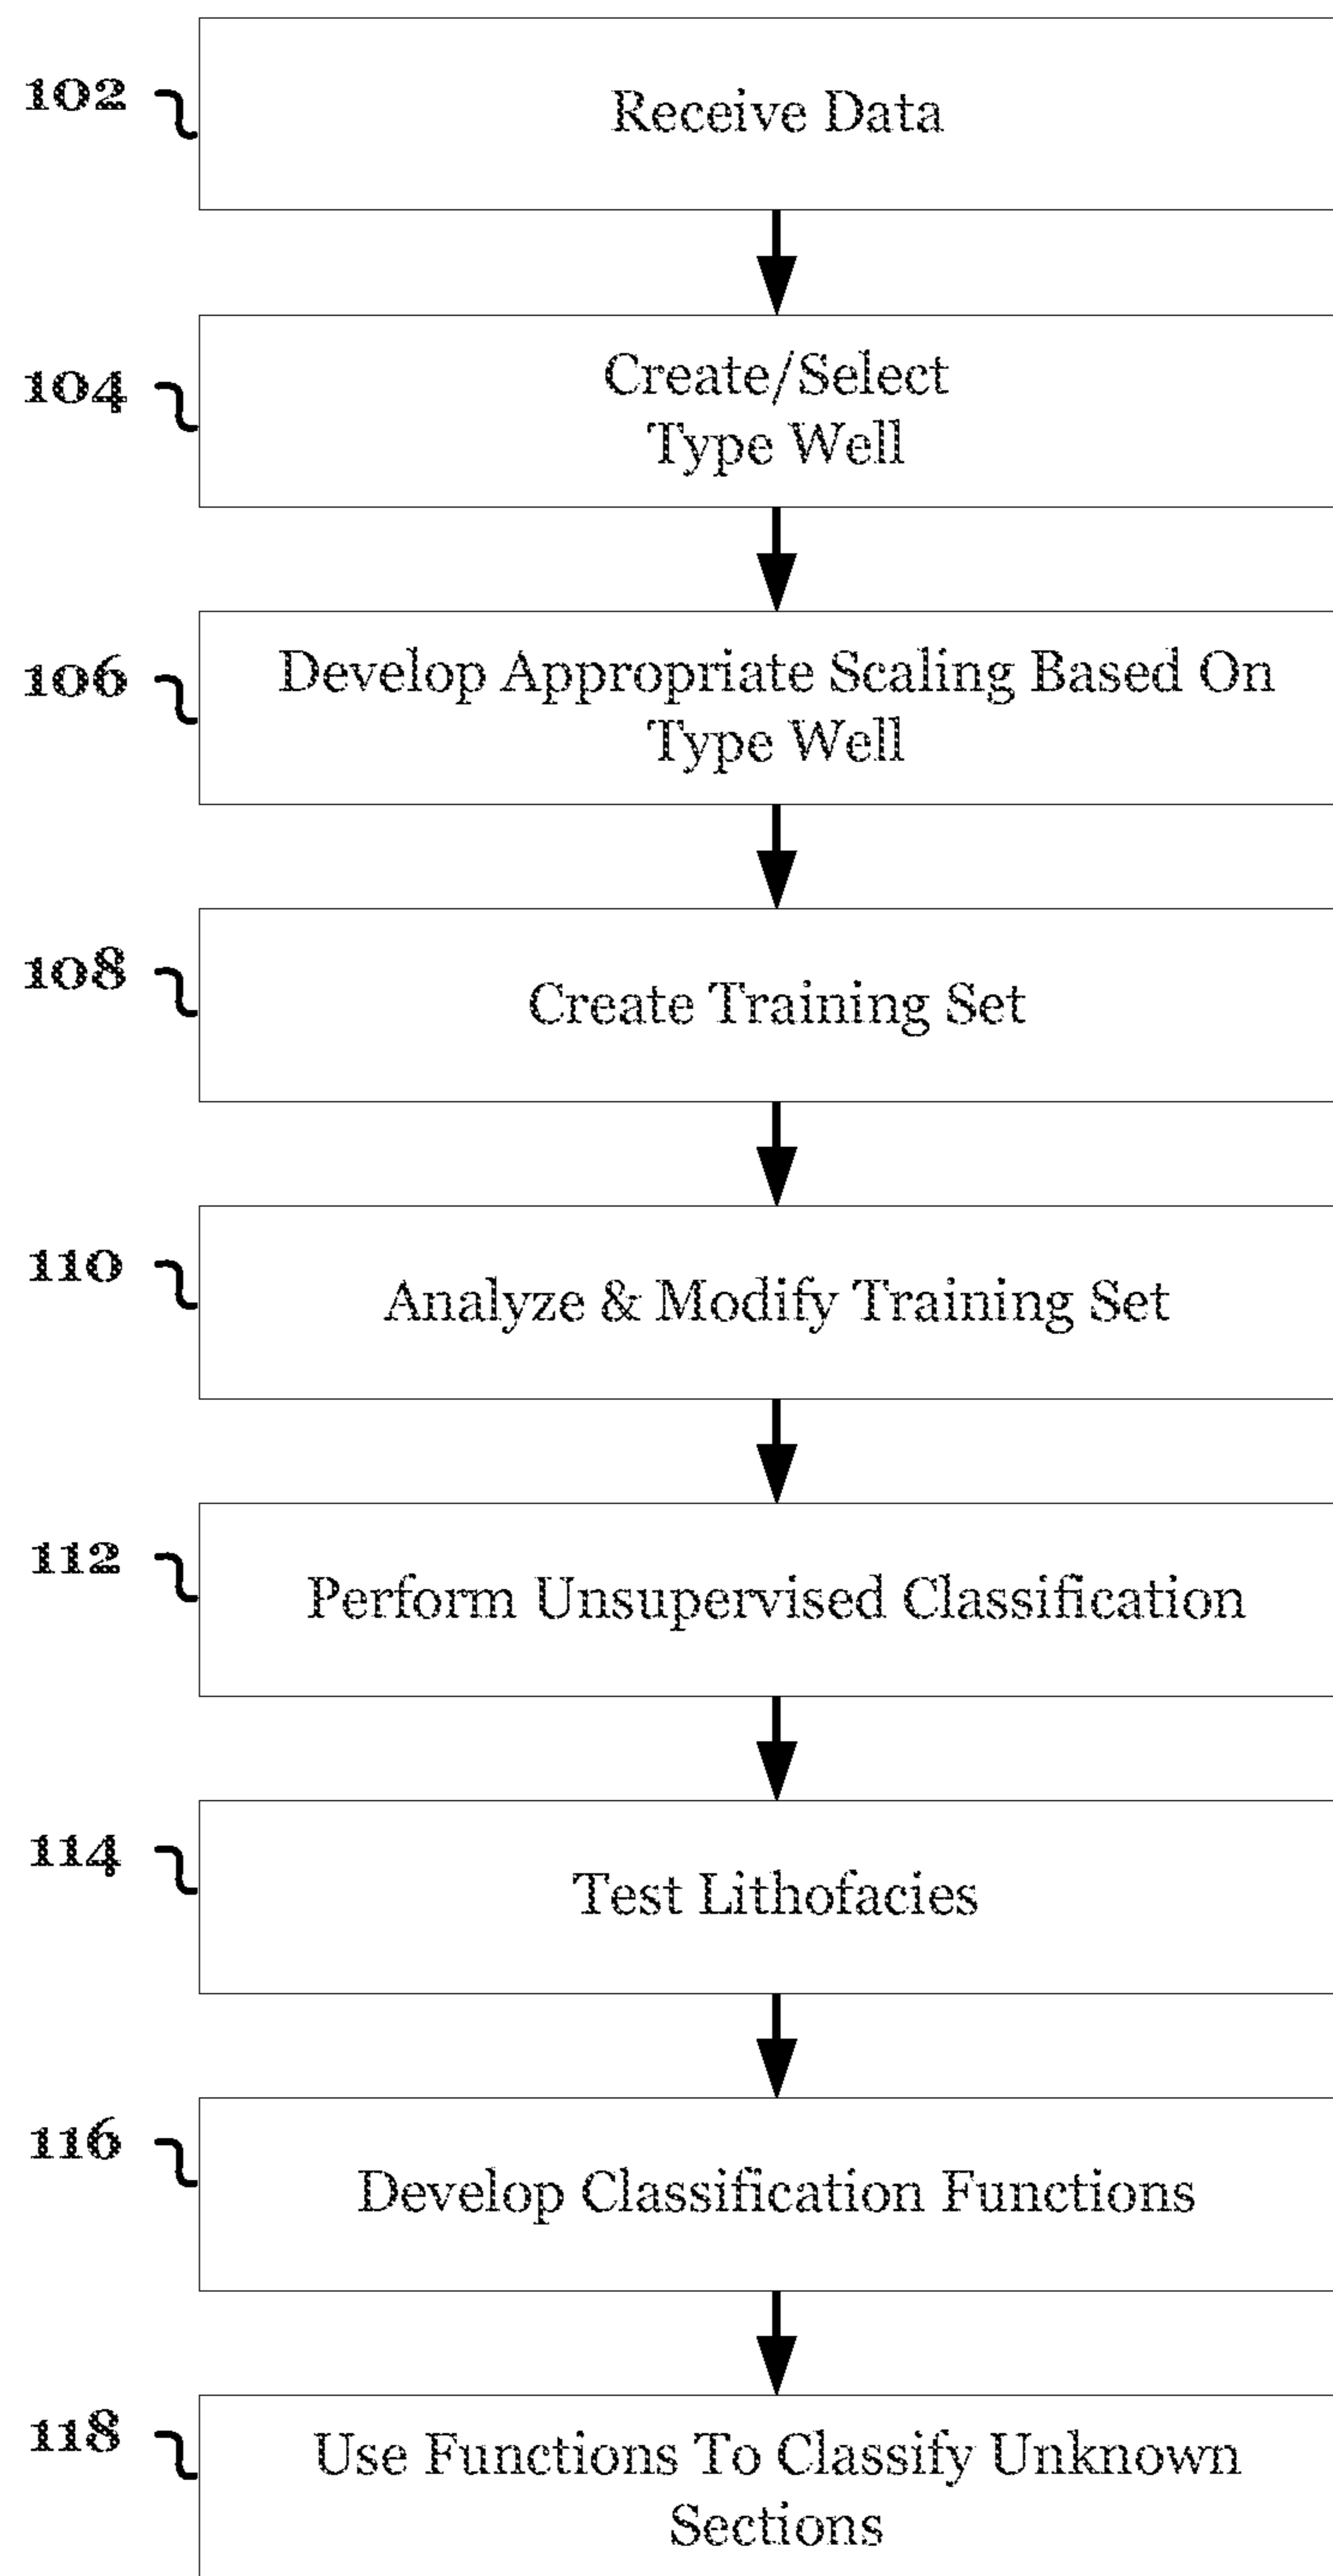 102
Receive Data
104
Create/Select
Type Well
106
Develop Appropriate Scaling Based On
Type Well
108
Create Training Set
110
Analyze & Modify Training Set
112
Perform Unsupervised Classification
114
Test Lithofacies
116
Develop Classification Functions
118
Use Functions To Classify Unknown
Sections